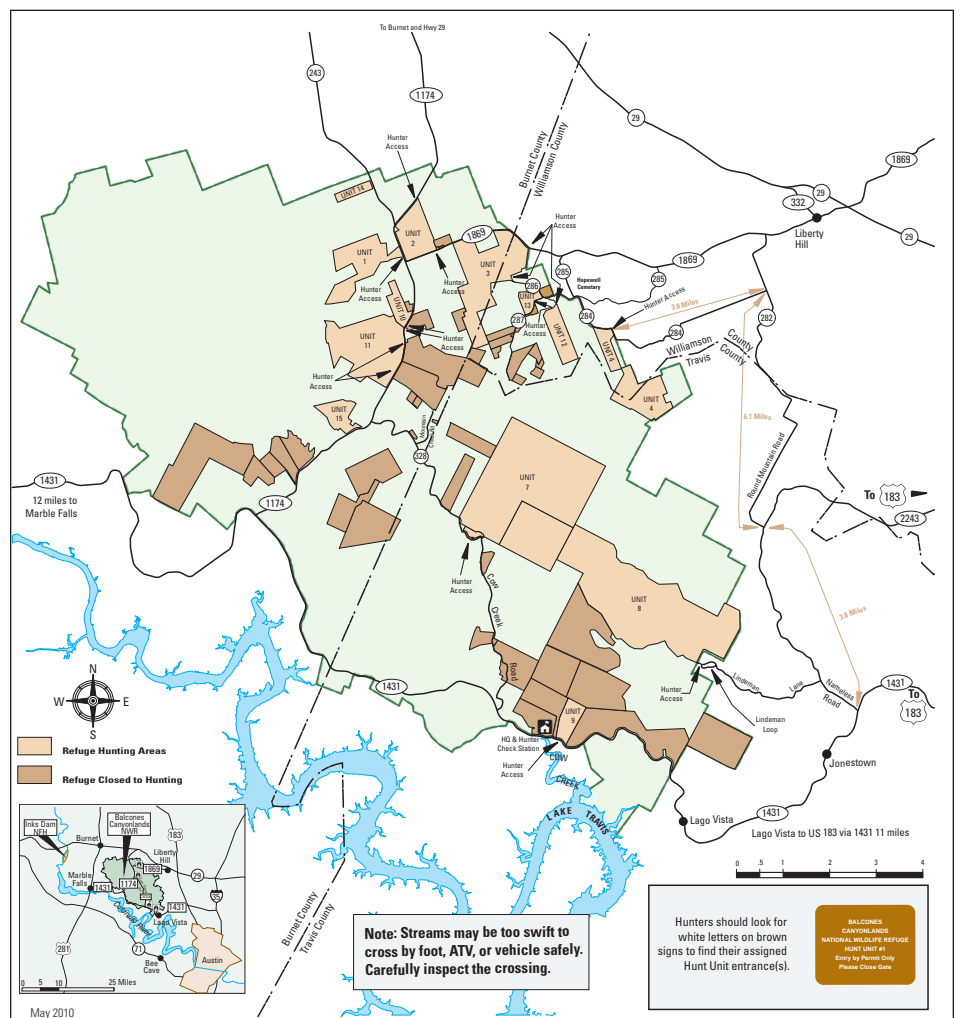 To Burnet and Hwy 29
243
1174
29
Burnet County
Williamson County
1869
Hunter
Access
332
29
Liberty
Hill
29
UNIT 14
UNIT
2
1869
Hunter
Access
UNIT
1
UNIT
3
1869
285
285
Hopewell
Cemetery
Hunter
Access
Hunter
Access
286
UNIT
13
287
Hunter
Access
284
Hunter Access
3.8 Miles
282
UNIT 10
UNIT
11
Hunter
Access
UNIT 12
UNIT 4
284
Williamson
County
Travis
County
Hunter
Access
UNIT
4
UNIT
15
6.1 Miles
Mountain
328
UNIT
7
Round Mountain Road
1431
12 miles to
Marble Falls
1174
To
183
2243
Hunter
Access
Cow
Creek
Road
UNIT
8
3.8 Miles
N
W
E
S
1431
Hunter
Access
Lindeman
Lane
Nameless
Road
1431
To
183
Lindeman
Loop
UNIT
9
HQ & Hunter
Check Station
Hunter
Access
COW
CREEK
Refuge Hunting Areas
Refuge Closed to Hunting
Jonestown
LAKE TRAVIS
Lago Vista
1431
Lago Vista to US 183 via 1431 11 miles
Inks Dam
NFH
Balcones
Canyonlands
NWR
Burnet
183
Liberty
Hill
1869
29
Marble
Falls
1431
1174
35
1431
Lago Vista
Colorado River
281
71
Bee
Cave
Austin
0 5 10 25 Miles
May 2010
Burnet County
Travis County
0 .5 1 2 3 4
Note: Streams may be too swift to
cross by foot, ATV, or vehicle safely.
Carefully inspect the crossing.
Hunters should look for
white letters on brown
signs to find their assigned
Hunt Unit entrance(s).
BALCONES
CANYONLANDS
NATIONAL WILDLIFE REFUGE
HUNT UNIT #1
Entry by Permit Only
Please Close Gate